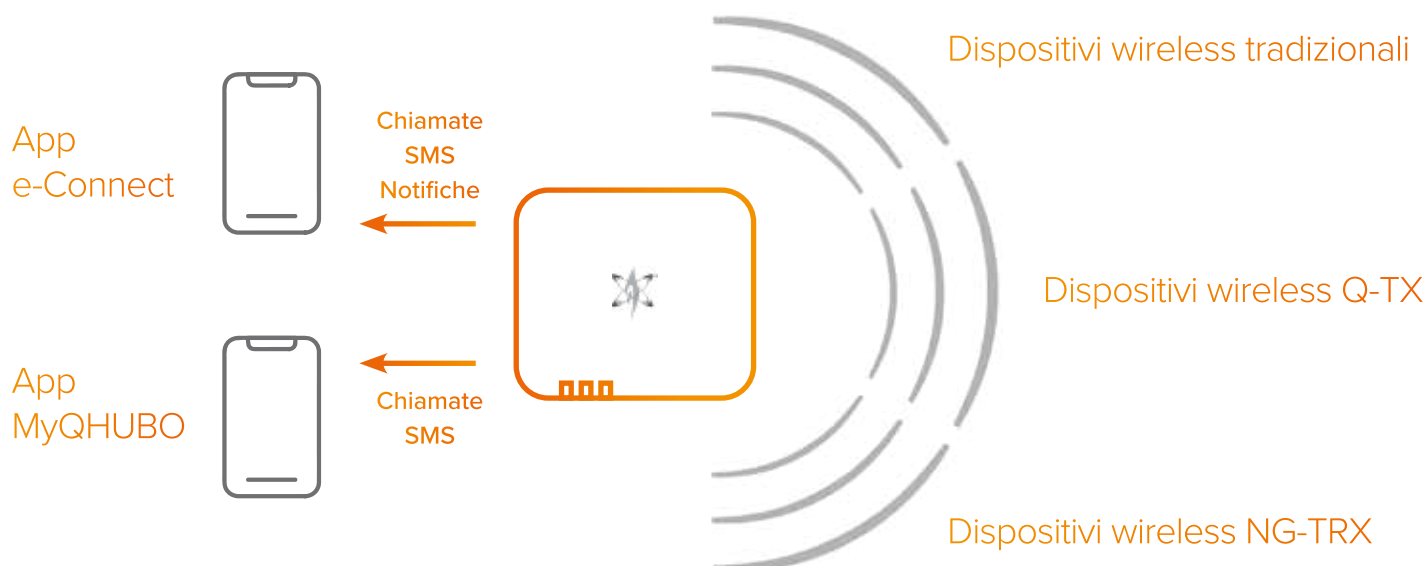 App
e-Connect
Chiamate
SMS
Notifiche
App
MyQHUBO
Chiamate
SMS
Dispositivi wireless tradizionali
Dispositivi wireless Q-TX
Dispositivi wireless NG-TRX